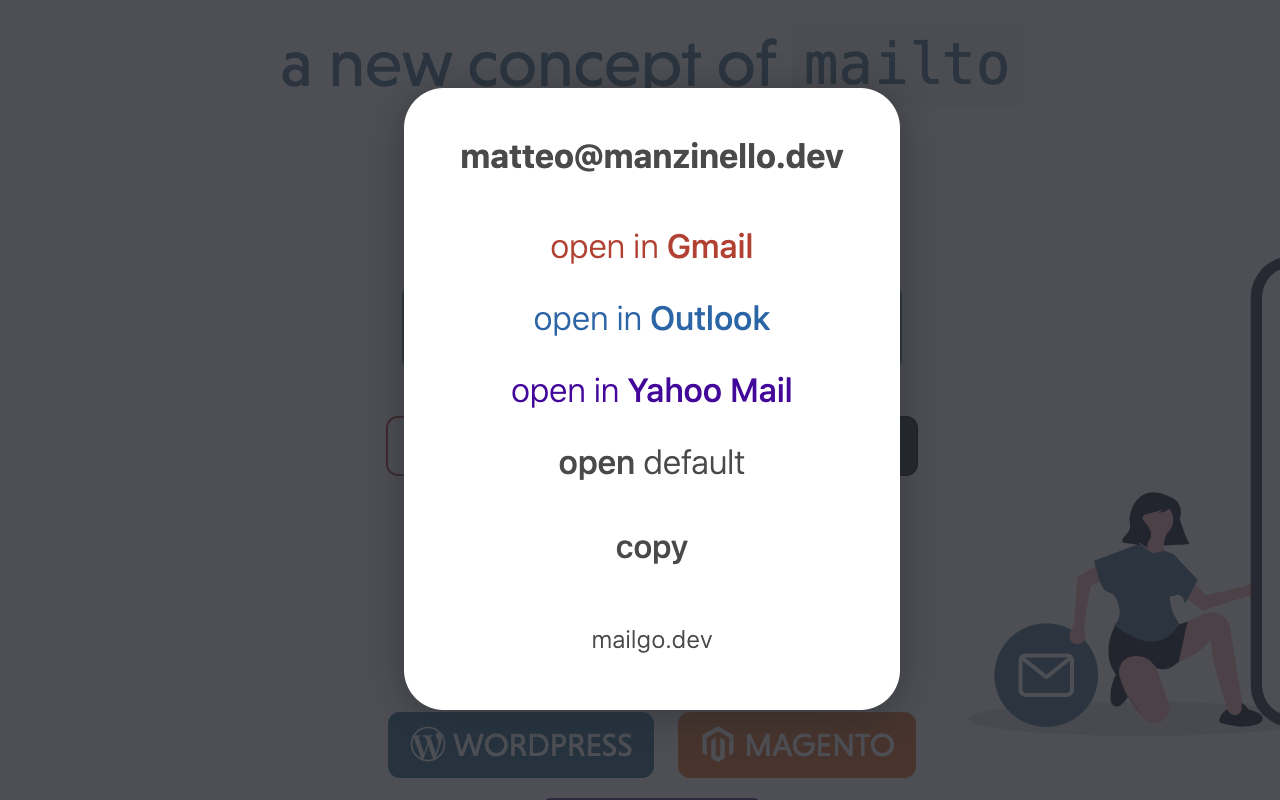 a new concept of mailto
matteo@manzinello.dev
open in Gmail
open in Outlook
open in Yahoo Mail
open default
copy
mailgo.dev
WORDPRESS
MAGENTO